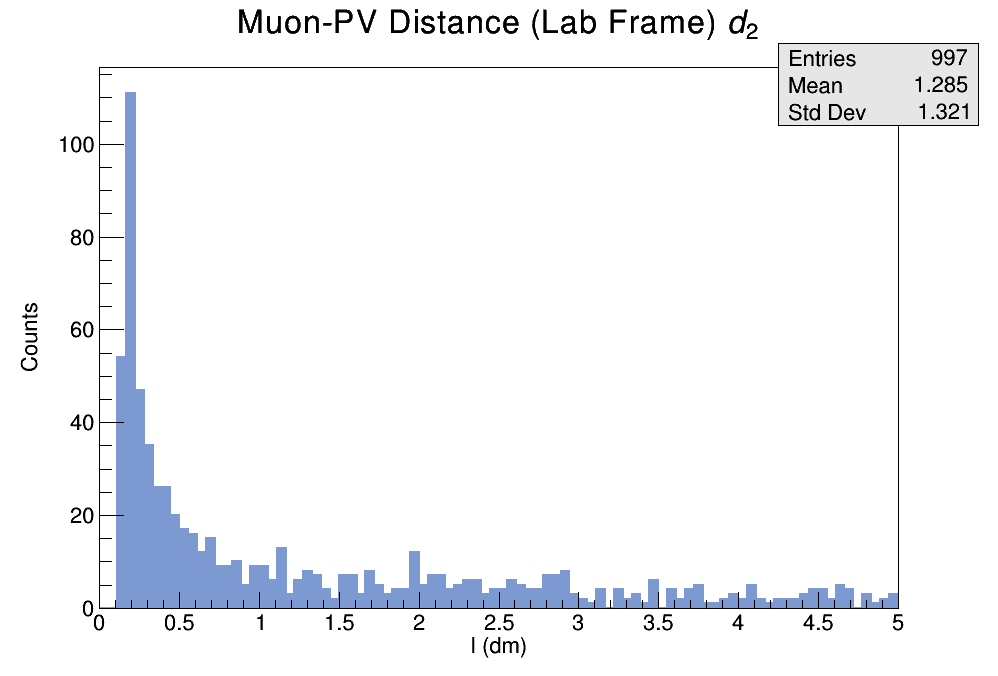 Muon-PV Distance (Lab Frame) d₂
Entries 997
Mean 1.285
Std Dev 1.321
100
80
60
40
20
0
Counts
0 0.5 1 1.5 2 2.5 3 3.5 4 4.5 5
l (dm)